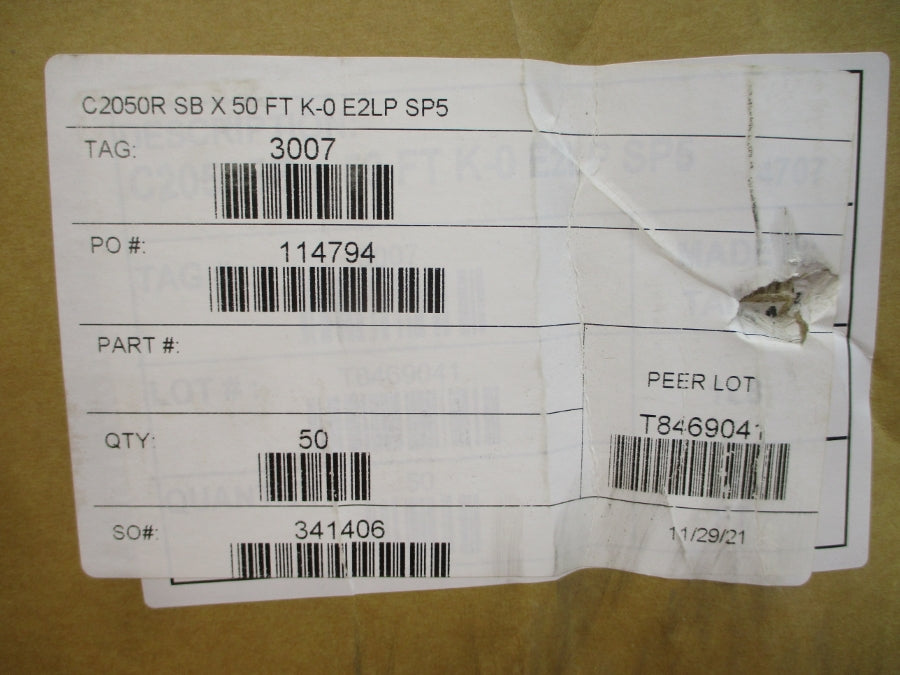 C2050R SB X 50 FT K-0 E2LP SP5
TAG: 3007
PO #: 114794
PART #:
QTY: 50
SO#: 341406
PEER LOT
T8469041
11/29/21